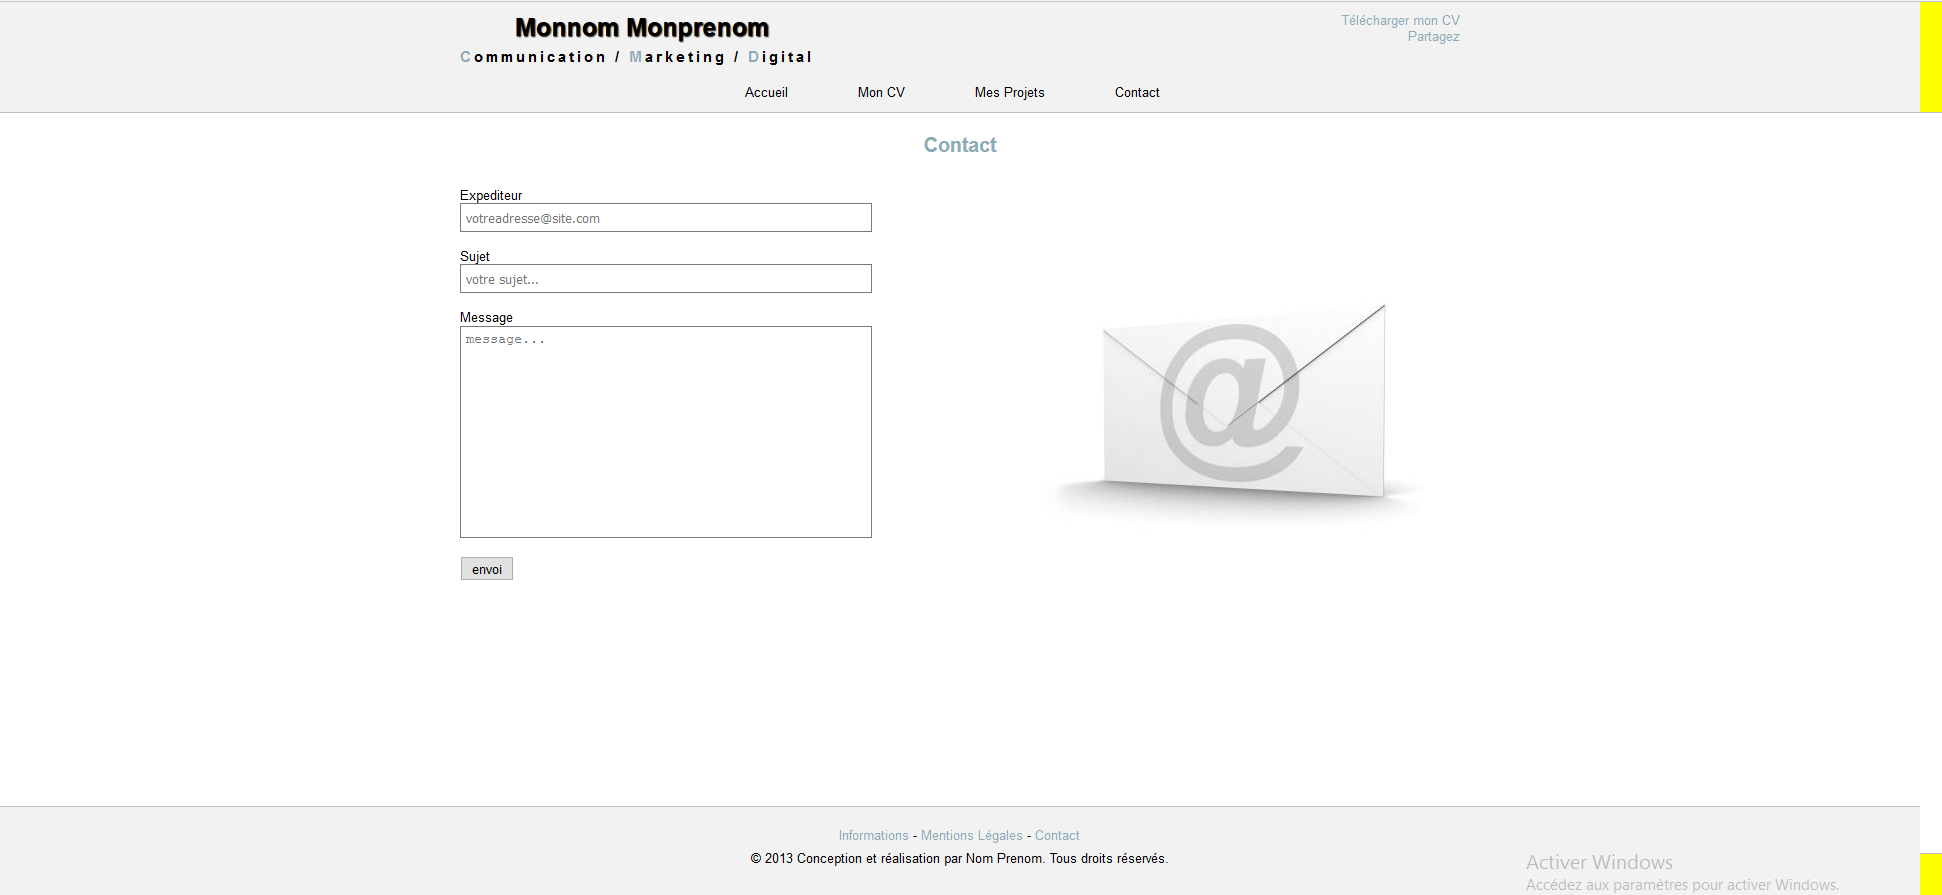 Monnom Monprenom
Télécharger mon CV
Partagez
Communication / Marketing / Digital
Accueil Mon CV Mes Projets Contact
Contact
Expediteur
votreadresse@site.com
Sujet
votre sujet...
Message
message...
@
envoi
Informations - Mentions Légales - Contact
© 2013 Conception et réalisation par Nom Prenom. Tous droits réservés.
Activer Windows
Accédez aux paramètres pour activer Windows.